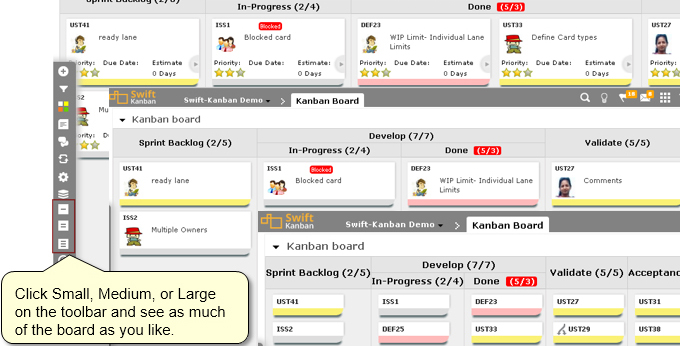 Sprint Backlog (2/5)
In-Progress (2/4)
Done (5/3)
UST41
ready lane
Priority: Due Date: Estimate
0 Days
ISS1
Blocked
Blocked card
Priority: Due Date: Estimate
0 Days
DEF23
WIP Limit- Individual Lane
Limits
Priority: Due Date: Estimate
0 Days
UST33
Define Card types
Priority: Due Date: Estimate
0 Days
UST27
Priority:
ISS2
Swift
Kanban
Swift-Kanban Demo
Kanban Board
Kanban board
Sprint Backlog (2/5)
Develop (7/7)
In-Progress (2/4)
Done (5/3)
Validate (5/5)
UST41
ready lane
ISS1
Blocked
Blocked card
DEF23
WIP Limit- Individual Lane
Limits
UST27
Comments
ISS2
Multiple Owners
Swift
Kanban
Swift-Kanban Demo
Kanban Board
Kanban board
Sprint Backlog (2/5)
Develop (7/7)
In-Progress (2/4)
Done (5/3)
Validate (5/5)
UST41
ISS1
DEF23
UST27
UST31
ISS2
DEF25
UST33
UST29
UST38
Click Small, Medium, or Large
on the toolbar and see as much
of the board as you like.